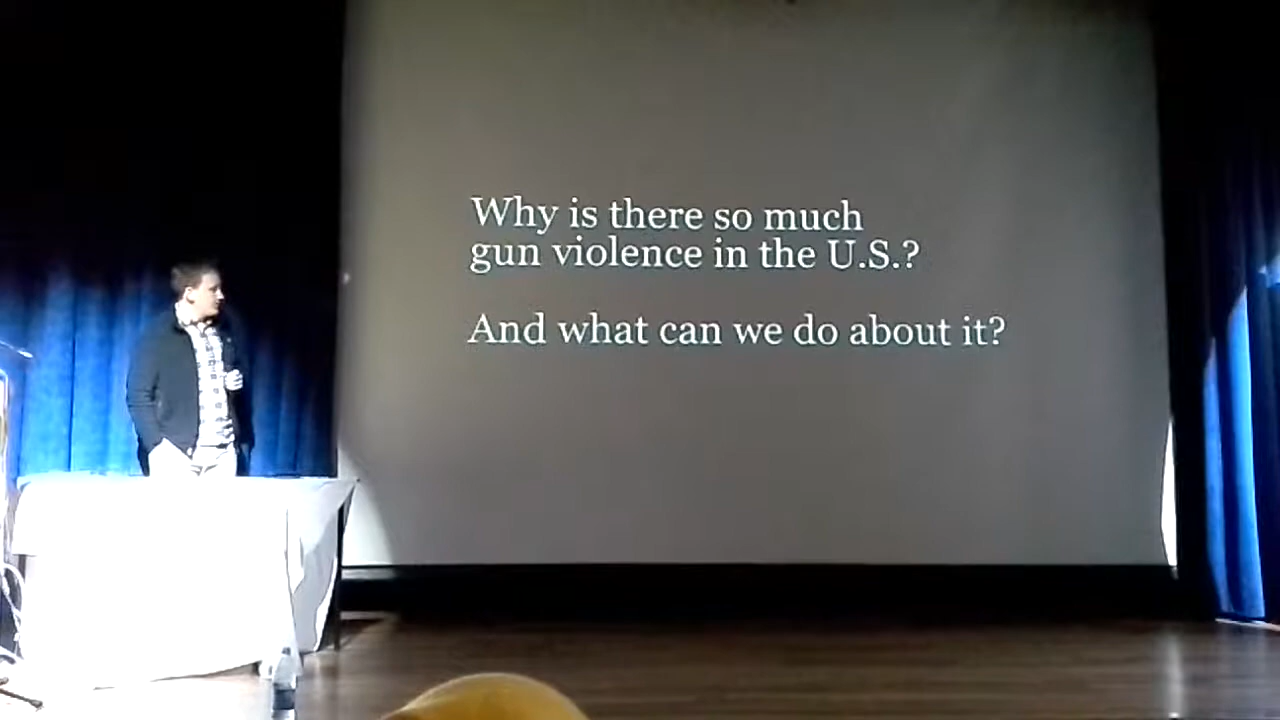 Why is there so much
gun violence in the U.S.?
And what can we do about it?